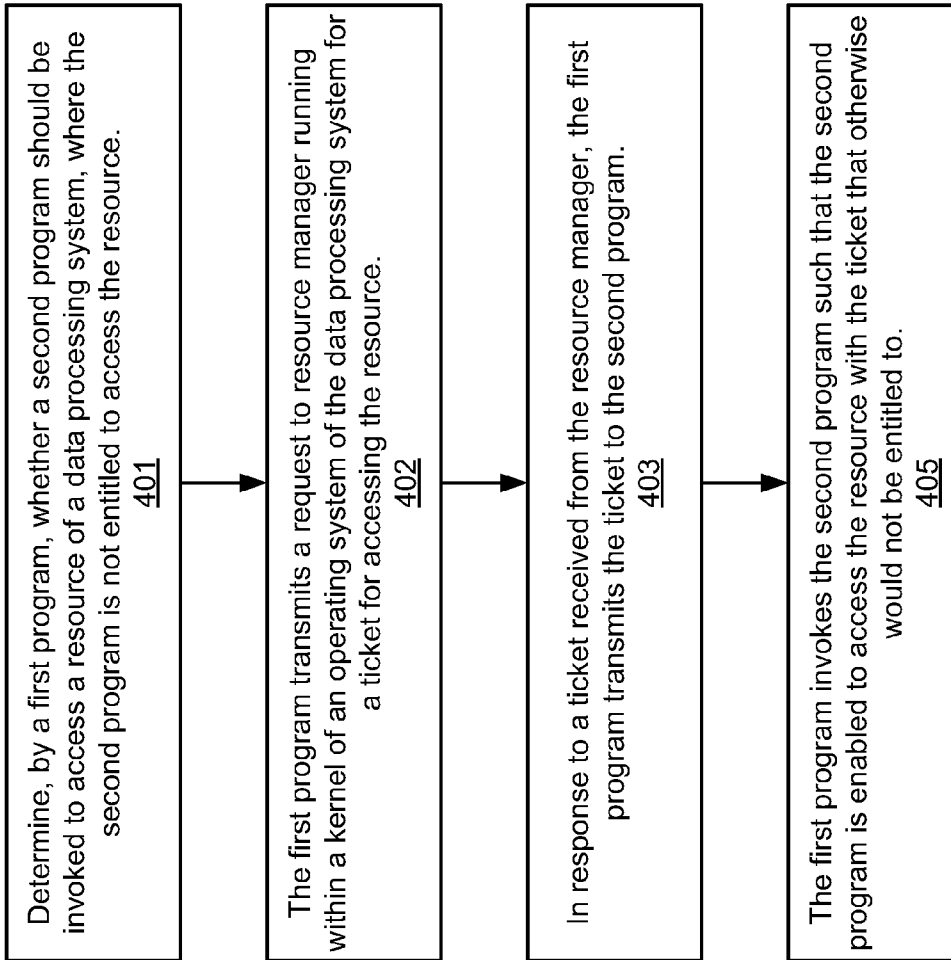 Determine, by a first program, whether a second program should be
invoked to access a resource of a data processing system, where the
second program is not entitled to access the resource.
401
The first program transmits a request to resource manager running
within a kernel of an operating system of the data processing system for
a ticket for accessing the resource.
402
In response to a ticket received from the resource manager, the first
program transmits the ticket to the second program.
403
The first program invokes the second program such that the second
program is enabled to access the resource with the ticket that otherwise
would not be entitled to.
405